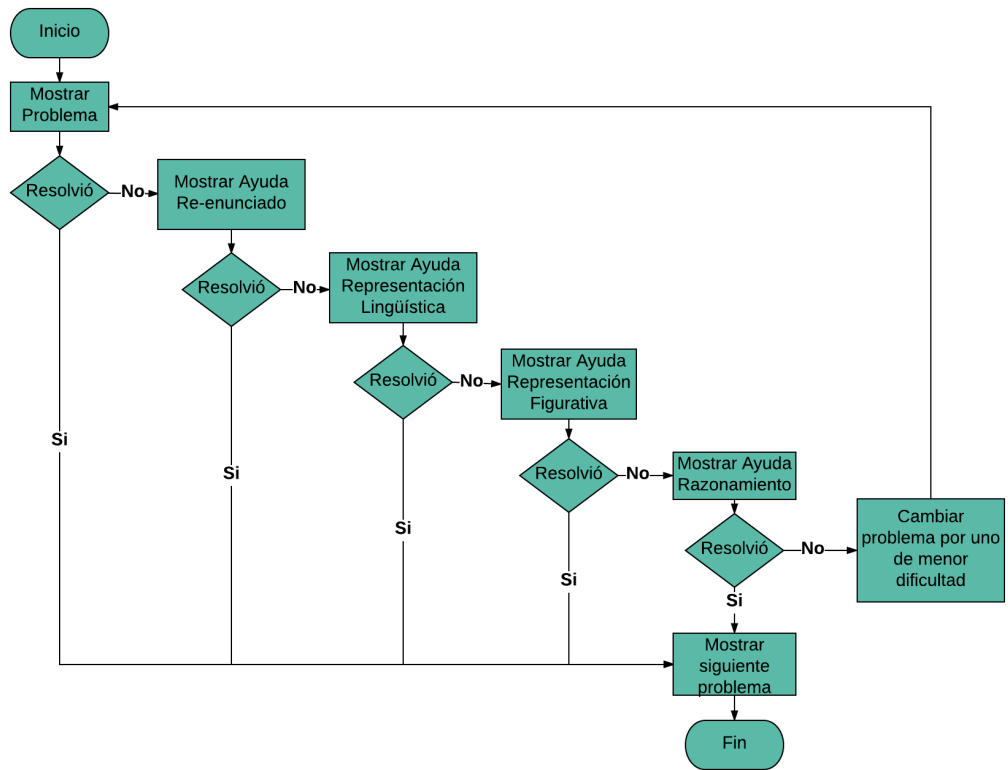 Inicio
Mostrar
Problema
Resolvió
No
Mostrar Ayuda
Re-enunciado
Resolvió
No
Mostrar Ayuda
Representación
Lingüística
Resolvió
No
Mostrar Ayuda
Representación
Figurativa
Si
Si
Resolvió
No
Mostrar Ayuda
Razonamiento
Si
Resolvió
No
Cambiar
problema por uno
de menor
dificultad
Si
Si
Mostrar
siguiente
problema
Fin